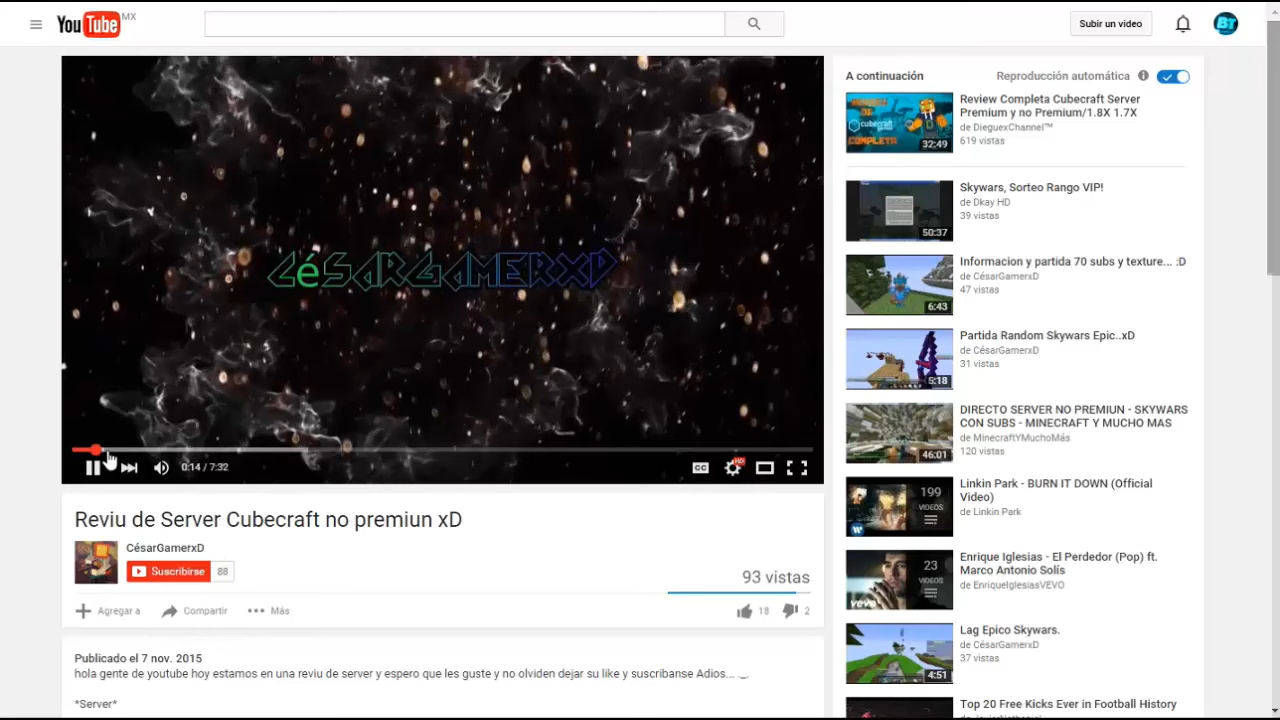 YouTube MX
Subir un video
BT
CésarGamerxD
0:14 / 7:32
CC
HD
Reviu de Server Cubecraft no premiun xD
CésarGamerxD
Suscribirse 88
93 vistas
Agregar a Compartir Más
18 2
Publicado el 7 nov. 2015
hola gente de youtube hoy estamos en una reviu de server y espero que les guste y no olviden dejar su like y suscribanse Adios...
*Server*
A continuación
Reproducción automática
cubecraft
COMPLETA
32:49
Review Completa Cubecraft Server
Premium y no Premium/1.8X 1.7X
de DieguexChannel™
619 vistas
50:37
Skywars, Sorteo Rango VIP!
de Dkay HD
39 vistas
6:43
Informacion y partida 70 subs y texture... :D
de CésarGamerxD
47 vistas
5:18
Partida Random Skywars Epic..xD
de CésarGamerxD
31 vistas
46:01
DIRECTO SERVER NO PREMIUN - SKYWARS
CON SUBS - MINECRAFT Y MUCHO MAS
de MinecraftYMuchoMás
120 vistas
199
VIDEOS
Linkin Park - BURN IT DOWN (Official
Video)
de Linkin Park
23
VIDEOS
vevo
Enrique Iglesias - El Perdedor (Pop) ft.
Marco Antonio Solís
de EnriqueIglesiasVEVO
4:51
Lag Epico Skywars.
de CésarGamerxD
37 vistas
Top 20 Free Kicks Ever in Football History